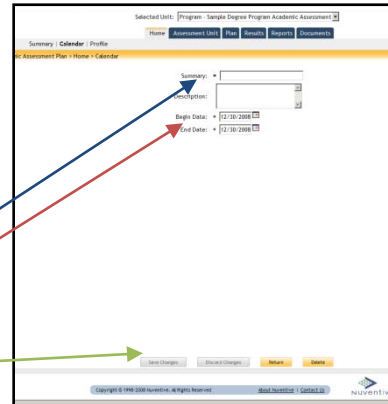 Selected Unit: Program - Sample Degree Program Academic Assessment
Home Assessment Unit Plan Results Reports Documents
Summary | Calendar | Profile
ic Assessment Plan > Home > Calendar
Summary: *
Description:
Begin Date: * 12/30/2008
End Date: * 12/30/2008
Save Changes Discard Changes Return Delete
Copyright © 1998-2008 Nuventive. All Rights Reserved About Nuventive | Contact Us
NUVENTIVE